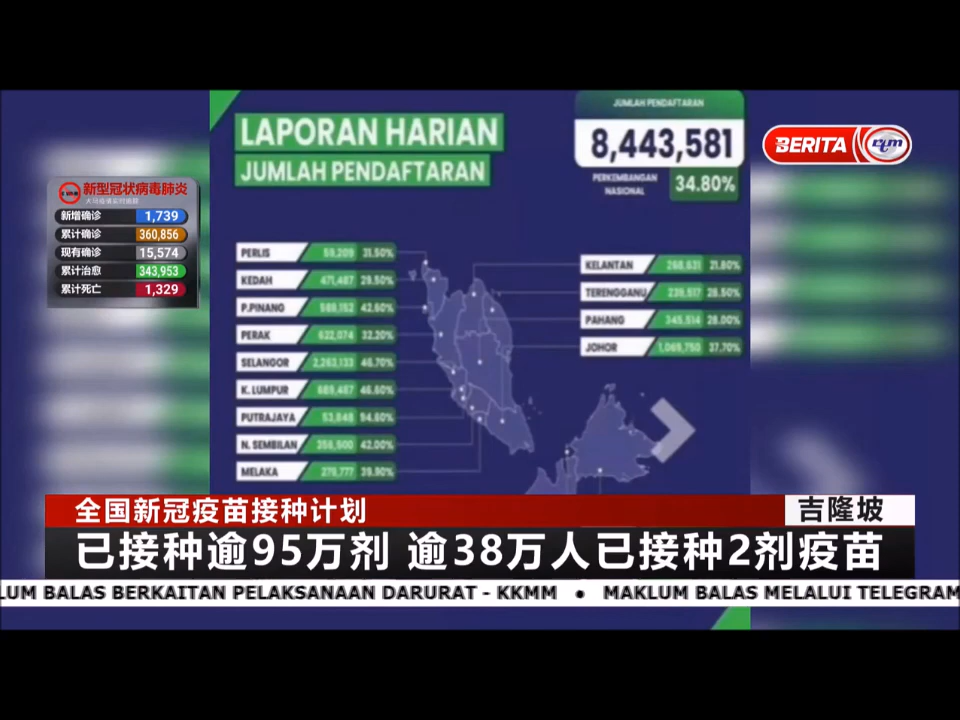 JUMLAH PENDAFTARAN
8,443,581
PERKEMBANGAN
NASIONAL
34.80%
LAPORAN HARIAN
JUMLAH PENDAFTARAN
BERITA rtm
新型冠状病毒肺炎
新增确诊 1,739
累计确诊 360,856
现有确诊 15,574
累计治愈 343,953
累计死亡 1,329
PERLIS 59,209 31.50%
KEDAH 471,487 29.50%
P.PINANG 42.60%
PERAK 622,074 32.20%
SELANGOR 2,263,133 46.70%
K.LUMPUR 46.60%
PUTRAJAYA 53,848 94.60%
N. SEMBILAN 42.00%
MELAKA 279,777 39.90%
KELANTAN 21.80%
TERENGGANU 28.50%
PAHANG 345,514 28.00%
JOHOR 1,069,750 37.70%
全国新冠疫苗接种计划
吉隆坡
已接种逾95万剂 逾38万人已接种2剂疫苗
LUM BALAS BERKAITAN PELAKSANAAN DARURAT - KKMM ● MAKLUM BALAS MELALUI TELEGRAM